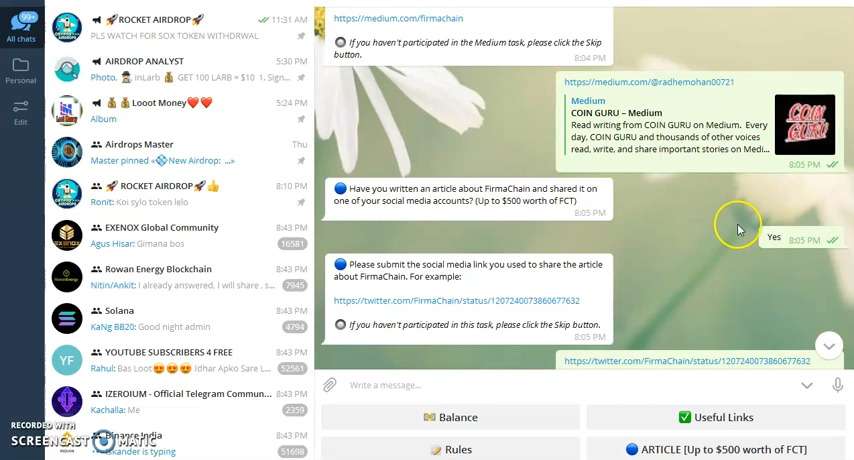 99+
All chats
Personal
Edit
🚀ROCKET AIRDROP🚀
11:31 AM
PLS WATCH FOR SOX TOKEN WITHDRWAL
AIRDROP ANALYST
5:30 PM
Photo, 🕵 inLarb 💰 GET 100 LARB = $10 1. Sign...
💰💰Looot Money❤️❤️
5:24 PM
Album
Airdrops Master
Thu
Master pinned «💠New Airdrop: ...»
🚀 ROCKET AIRDROP🚀👍
8:10 PM
Ronit: Koi sylo token lelo
EXENOX Global Community
8:43 PM
Agus Hisar: Gimana bos
16581
Rowan Energy Blockchain
8:43 PM
Nitin/Ankit: I already answered, I will share , s...
7945
Solana
8:43 PM
KaNg BB20: Good night admin
4794
YF
YOUTUBE SUBSCRIBERS 4 FREE
8:43 PM
Rahul: Bas Loot😍😍😍 Idhar Apko Sare L...
52561
IZEROIUM - Official Telegram Commun...
8:43 PM
Kachalla: Me
2359
Binance India
8:43 PM
Iskander is typing
51698
INDIAN
RECORDED WITH
SCREENCAST MATIC
https://medium.com/firmachain
🔘 If you haven't participated in the Medium task, please click the Skip
button.
8:04 PM
https://medium.com/@radhemohan00721
Medium
COIN GURU – Medium
Read writing from COIN GURU on Medium. Every
day, COIN GURU and thousands of other voices
read, write, and share important stories on Medi...
COIN
GURU
8:05 PM
🔵 Have you written an article about FirmaChain and shared it on
one of your social media accounts? (Up to $500 worth of FCT)
8:05 PM
Yes
8:05 PM
🔵 Please submit the social media link you used to share the article
about FirmaChain. For example:
https://twitter.com/FirmaChain/status/1207240073860677632
🔘 If you haven't participated in this task, please click the Skip button.
8:05 PM
https://twitter.com/FirmaChain/status/1207240073860677632
Write a message...
💴 Balance
✅ Useful Links
📝 Rules
🔵 ARTICLE [Up to $500 worth of FCT]